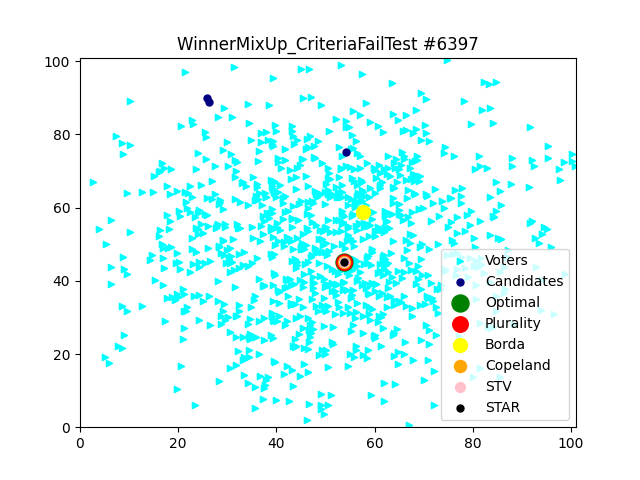 WinnerMixUp_CriteriaFailTest #6397
100
80
60
40
20
0
0 20 40 60 80 100
Voters
Candidates
Optimal
Plurality
Borda
Copeland
STV
STAR